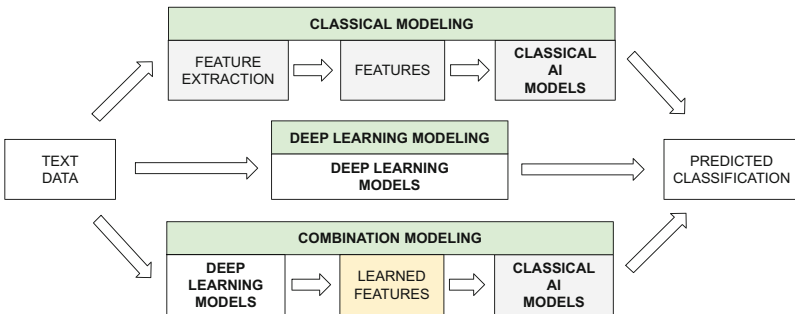 CLASSICAL MODELING
FEATURE
EXTRACTION
FEATURES
CLASSICAL
AI
MODELS
TEXT
DATA
DEEP LEARNING MODELING
DEEP LEARNING
MODELS
PREDICTED
CLASSIFICATION
COMBINATION MODELING
DEEP
LEARNING
MODELS
LEARNED
FEATURES
CLASSICAL
AI
MODELS